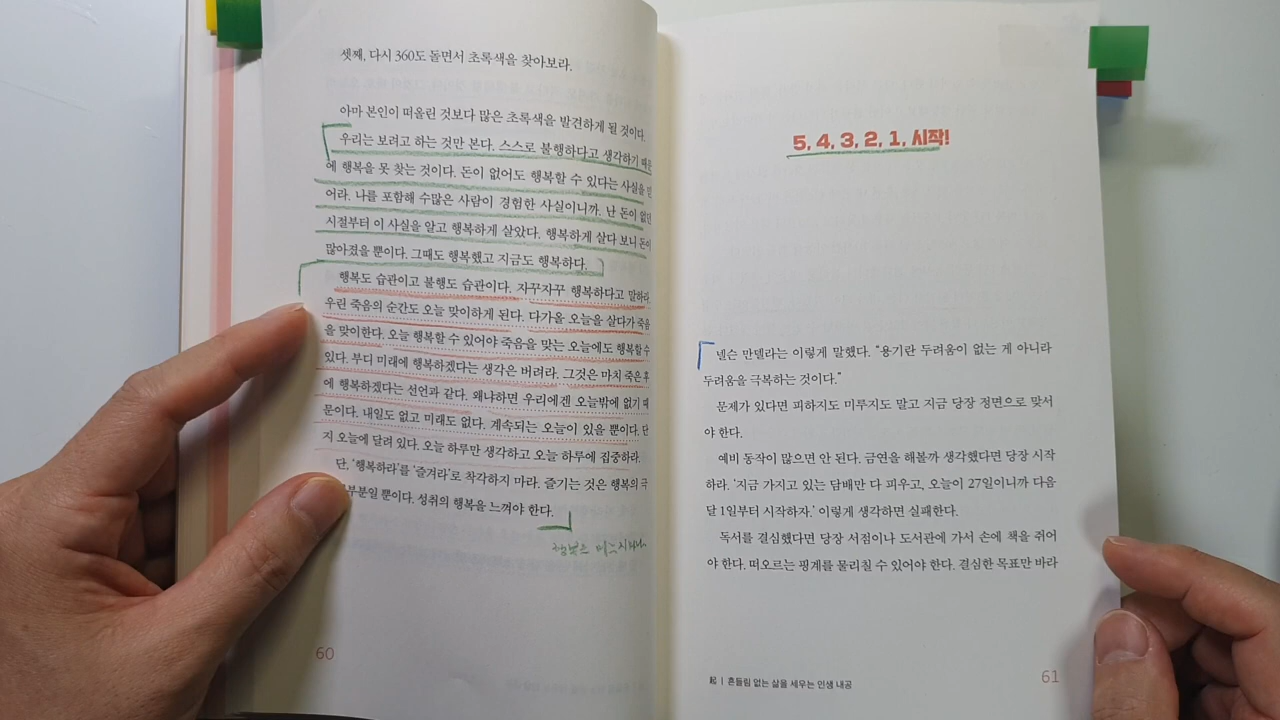 셋째, 다시 360도 돌면서 초록색을 찾아보라.
아마 본인이 떠올린 것보다 많은 초록색을 발견하게 될 것이다.
우리는 보려고 하는 것만 본다. 스스로 불행하다고 생각하기 때문
에 행복을 못 찾는 것이다. 돈이 없어도 행복할 수 있다는 사실을 믿
어라. 나를 포함해 수많은 사람이 경험한 사실이니까. 난 돈이 없던
시절부터 이 사실을 알고 행복하게 살았다. 행복하게 살다 보니 돈이
많아졌을 뿐이다. 그때도 행복했고 지금도 행복하다.
행복도 습관이고 불행도 습관이다. 자꾸자꾸 행복하다고 말하라.
우린 죽음의 순간도 오늘 맞이하게 된다. 다가올 오늘을 살다가 죽음
을 맞이한다. 오늘 행복할 수 있어야 죽음을 맞는 오늘에도 행복할 수
있다. 부디 미래에 행복하겠다는 생각은 버려라. 그것은 마치 죽은 후
에 행복하겠다는 선언과 같다. 왜냐하면 우리에겐 오늘밖에 없기 때
문이다. 내일도 없고 미래도 없다. 계속되는 오늘이 있을 뿐이다. 단
지 오늘에 달려 있다. 오늘 하루만 생각하고 오늘 하루에 집중하라.
단, '행복하라'를 '즐겨라'로 착각하지 마라. 즐기는 것은 행복의 극
부분일 뿐이다. 성취의 행복을 느껴야 한다.
60
5, 4, 3, 2, 1, 시작!
넬슨 만델라는 이렇게 말했다. "용기란 두려움이 없는 게 아니라
두려움을 극복하는 것이다."
문제가 있다면 피하지도 미루지도 말고 지금 당장 정면으로 맞서
야 한다.
예비 동작이 많으면 안 된다. 금연을 해볼까 생각했다면 당장 시작
하라. '지금 가지고 있는 담배만 다 피우고, 오늘이 27일이니까 다음
달 1일부터 시작하자.' 이렇게 생각하면 실패한다.
독서를 결심했다면 당장 서점이나 도서관에 가서 손에 책을 쥐어
야 한다. 떠오르는 핑계를 물리칠 수 있어야 한다. 결심한 목표만 바라
起 | 흔들림 없는 삶을 세우는 인생 내공
61